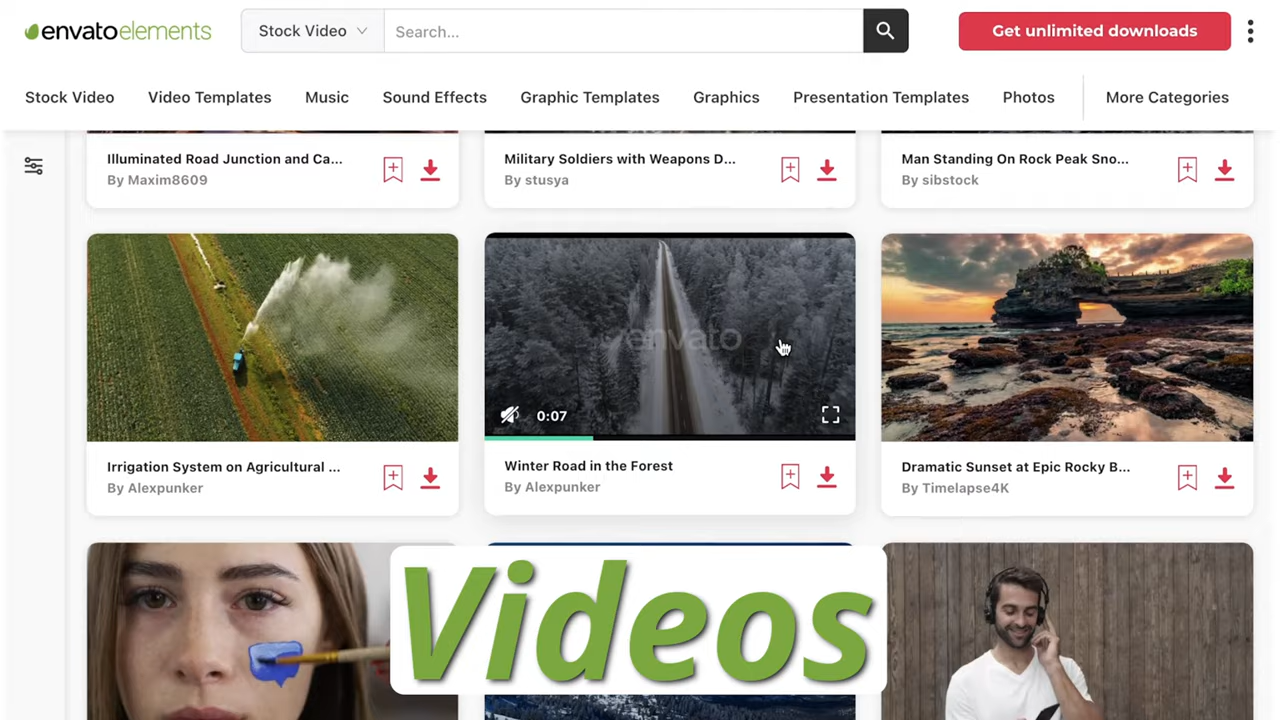 envatoelements
Stock Video
Search...
Get unlimited downloads
Stock Video
Video Templates
Music
Sound Effects
Graphic Templates
Graphics
Presentation Templates
Photos
More Categories
Illuminated Road Junction and Ca...
By Maxim8609
Military Soldiers with Weapons D...
By stusya
Man Standing On Rock Peak Sno...
By sibstock
envato
0:07
Irrigation System on Agricultural ...
By Alexpunker
Winter Road in the Forest
By Alexpunker
Dramatic Sunset at Epic Rocky B...
By Timelapse4K
Videos